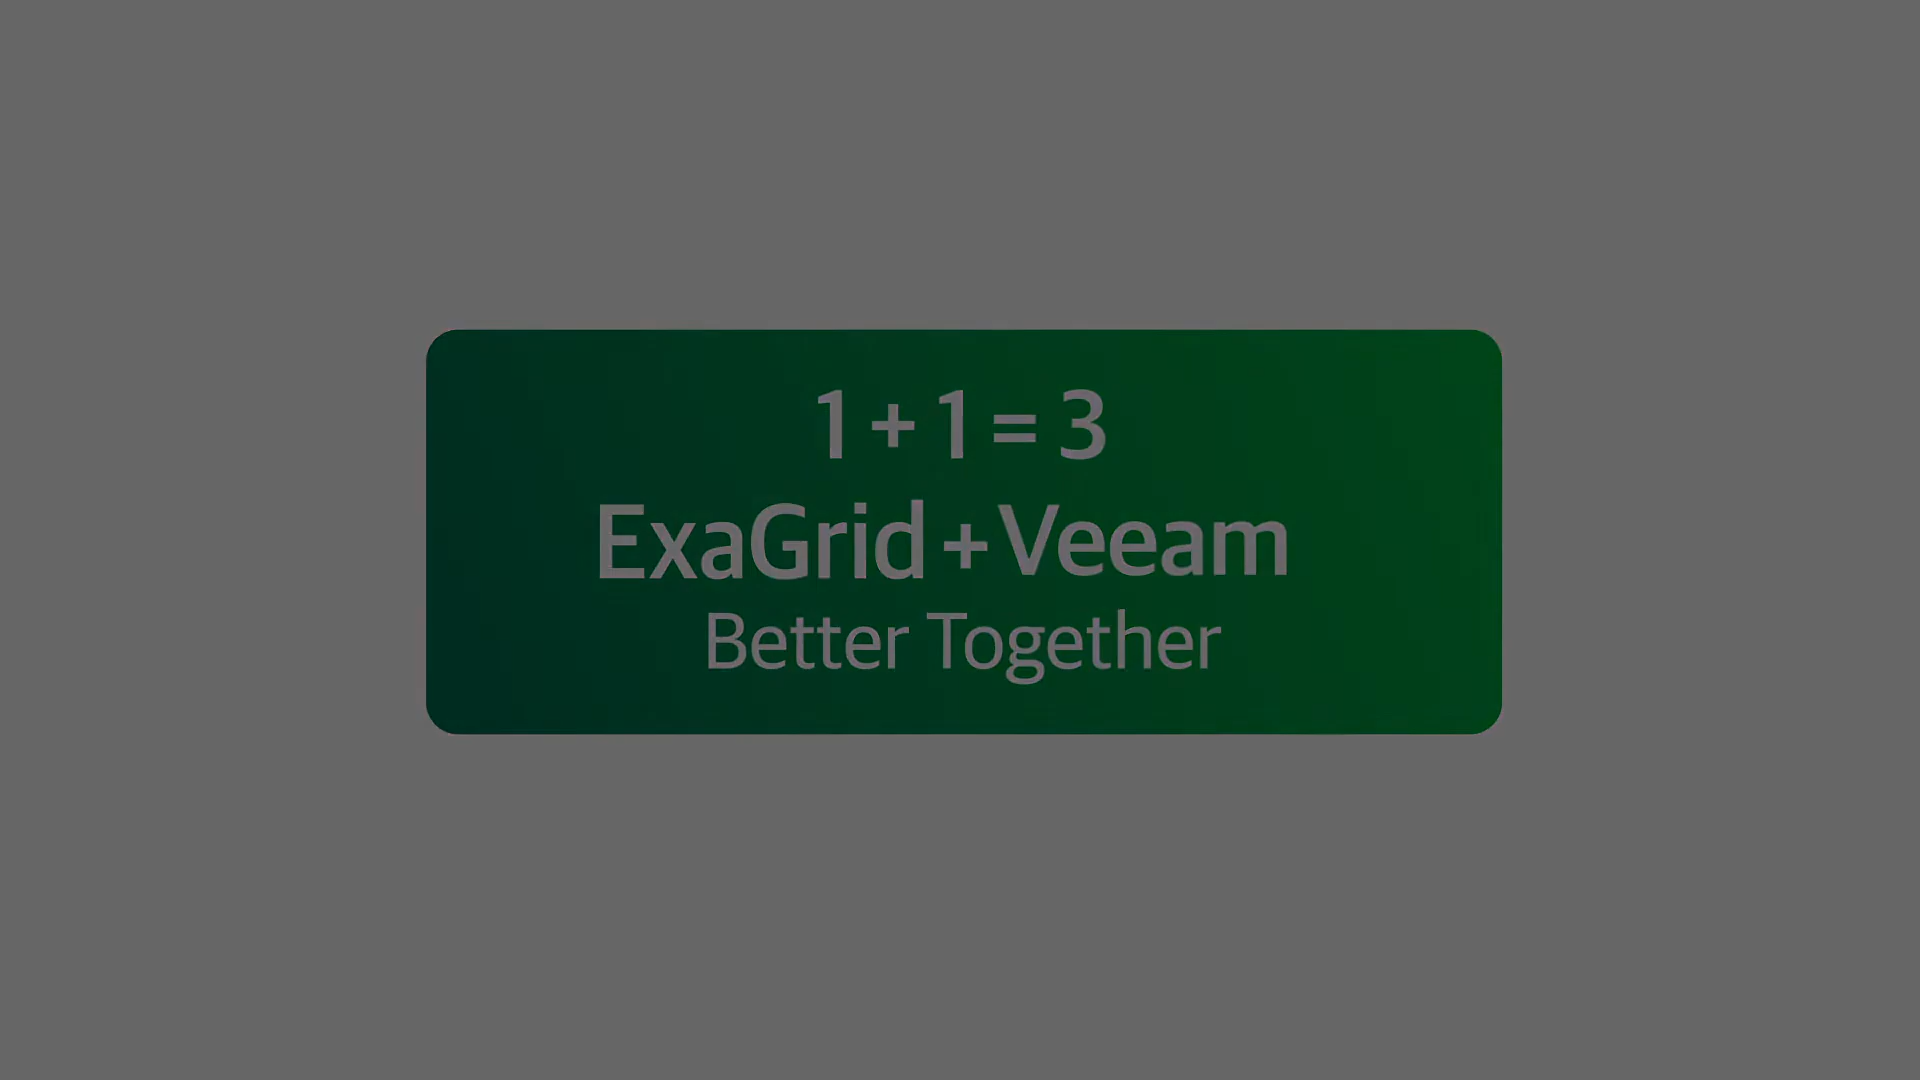 1 + 1 = 3
ExaGrid + Veeam
Better Together